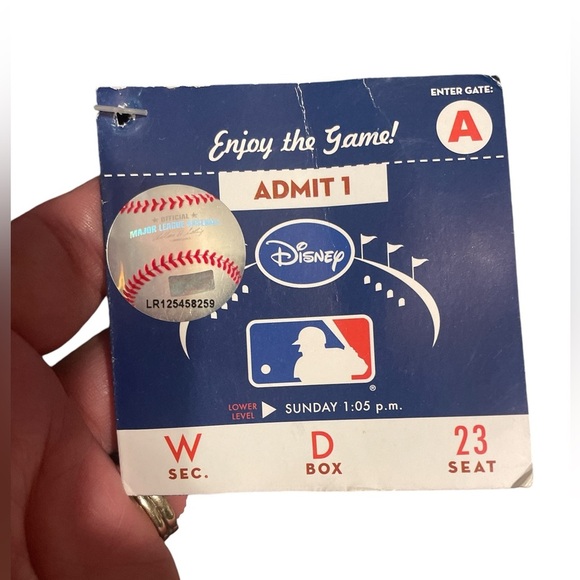 ENTER GATE:
A
Enjoy the Game!
ADMIT 1
OFFICIAL
MAJOR LEAGUE BASEBALL
LR125458259
Disney
®
LOWER LEVEL ▶ SUNDAY 1:05 p.m.
W
SEC.
D
BOX
23
SEAT